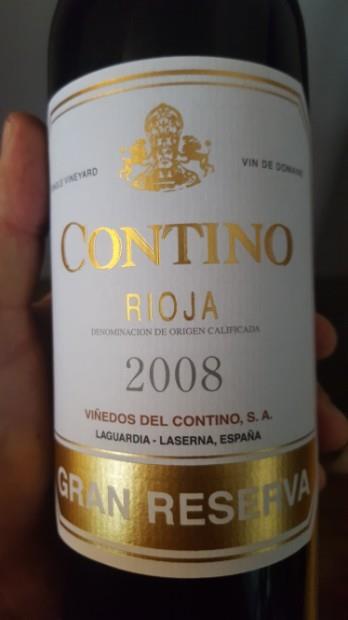 VINEYARD
VIN DE DOMAINE
CONTINO
RIOJA
DENOMINACION DE ORIGEN CALIFICADA
2008
VIÑEDOS DEL CONTINO, S. A.
LAGUARDIA - LASERNA, ESPAÑA
GRAN RESERVA